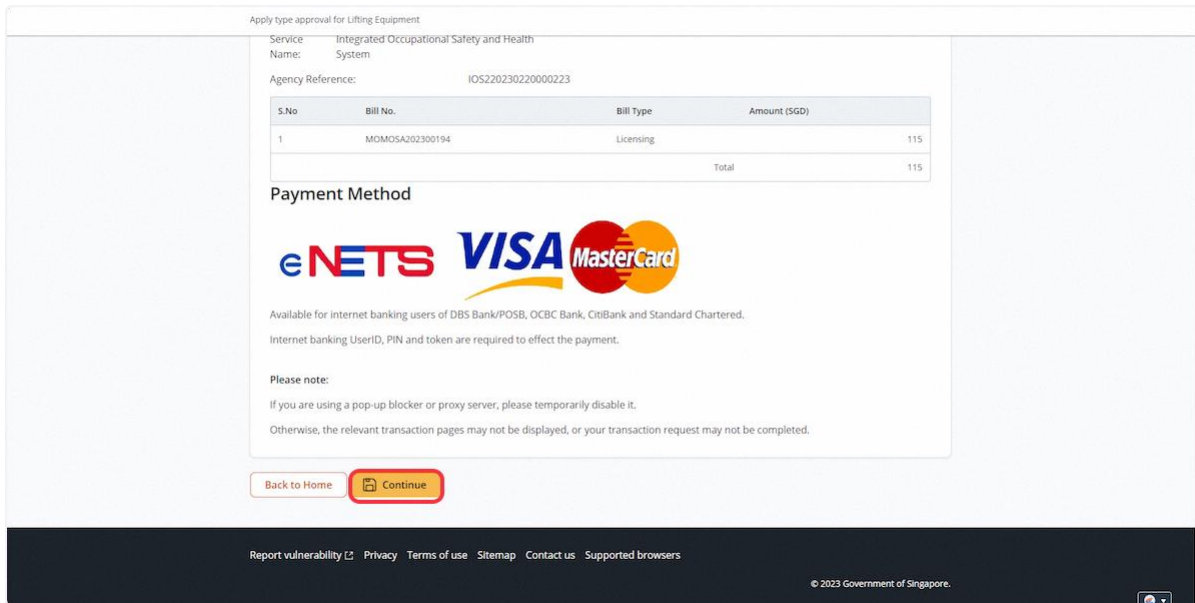 Apply type approval for Lifting Equipment
Service Integrated Occupational Safety and Health
Name: System
Agency Reference: IOS220230220000223
S.No Bill No. Bill Type Amount (SGD)
1 MOMOSA202300194 Licensing 115
Total 115
Payment Method
eNETS VISA MasterCard
Available for internet banking users of DBS Bank/POSB, OCBC Bank, CitiBank and Standard Chartered.
Internet banking UserID, PIN and token are required to effect the payment.
Please note:
If you are using a pop-up blocker or proxy server, please temporarily disable it.
Otherwise, the relevant transaction pages may not be displayed, or your transaction request may not be completed.
Back to Home Continue
Report vulnerability Privacy Terms of use Sitemap Contact us Supported browsers
© 2023 Government of Singapore.